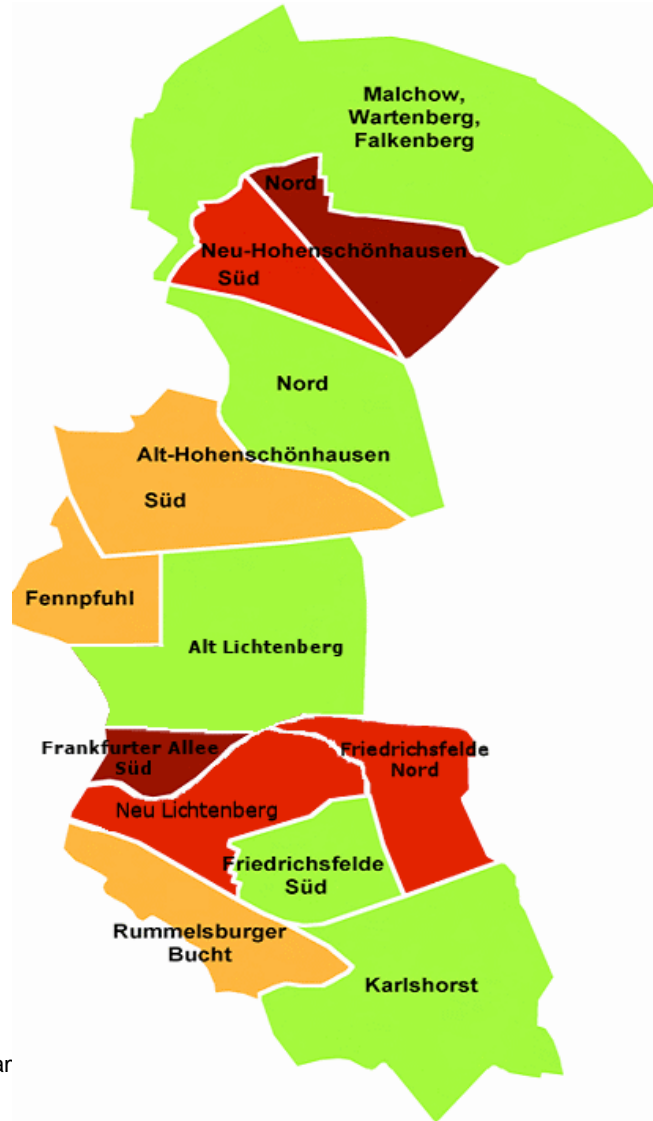 Malchow,
Wartenberg,
Falkenberg
Nord
Neu-Hohenschönhausen
Süd
Nord
Alt-Hohenschönhausen
Süd
Fennpfuhl
Alt Lichtenberg
Frankfurter Allee
Süd
Friedrichsfelde
Nord
Neu Lichtenberg
Friedrichsfelde
Süd
Rummelsburger
Bucht
Karlshorst